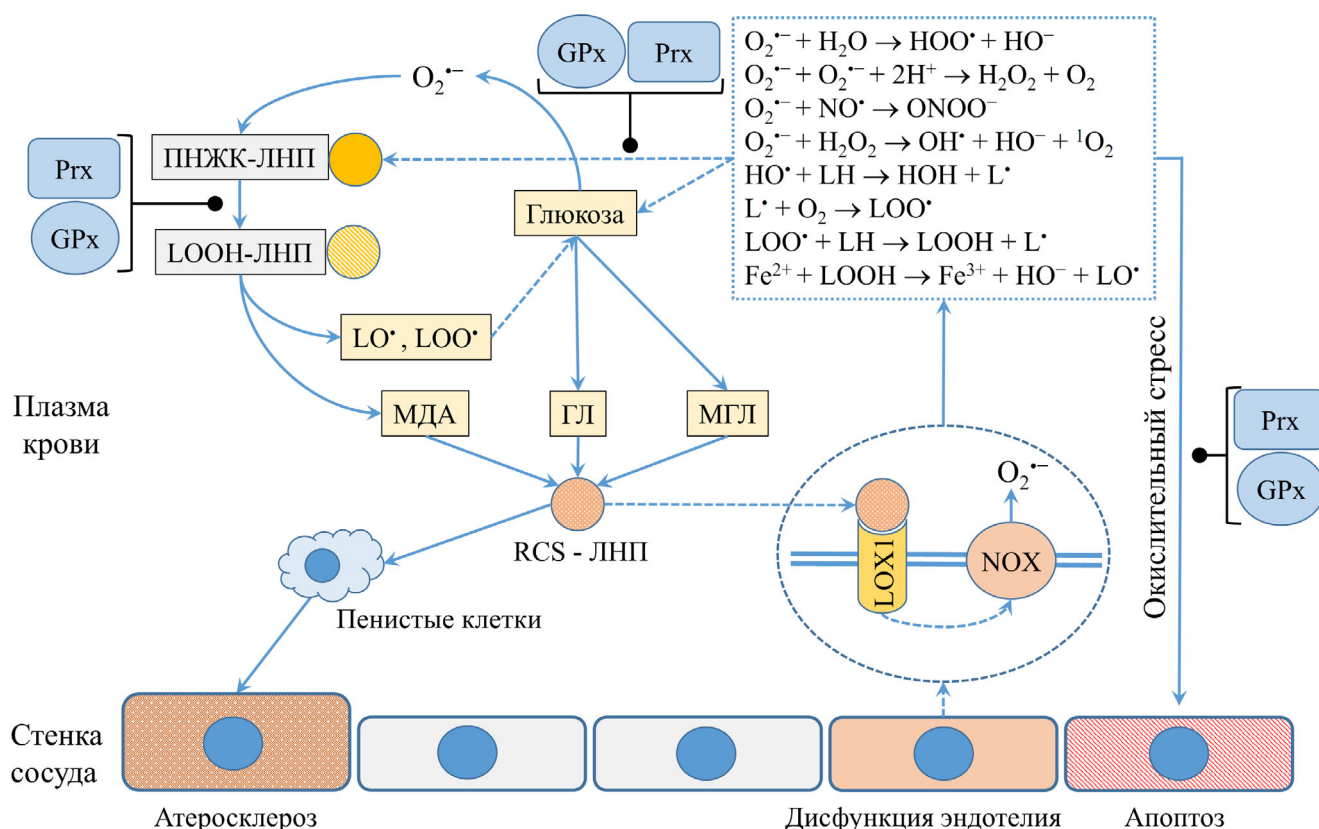 GPx
Prx
O₂•⁻
O₂•⁻ + H₂O → HOO• + HO⁻
O₂•⁻ + O₂•⁻ + 2H⁺ → H₂O₂ + O₂
O₂•⁻ + NO• → ONOO⁻
O₂•⁻ + H₂O₂ → OH• + HO⁻ + ¹O₂
HO• + LH → HOH + L•
L• + O₂ → LOO•
LOO• + LH → LOOH + L•
Fe²⁺ + LOOH → Fe³⁺ + HO⁻ + LO•
Prx
GPx
ПНЖК-ЛНП
LOOH-ЛНП
Глюкоза
LO• , LOO•
МДА
ГЛ
МГЛ
Плазма
крови
RCS - ЛНП
Пенистые клетки
O₂•⁻
LOX1
NOX
Окислительный стресс
Prx
GPx
Стенка
сосуда
Атеросклероз
Дисфункция эндотелия
Апоптоз